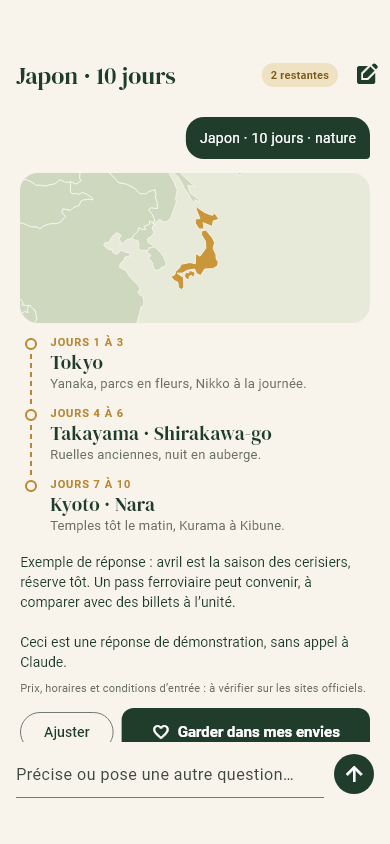 Japon · 10 jours
2 restantes
Japon · 10 jours · nature
JOURS 1 À 3
Tokyo
Yanaka, parcs en fleurs, Nikko à la journée.
JOURS 4 À 6
Takayama · Shirakawa-go
Ruelles anciennes, nuit en auberge.
JOURS 7 À 10
Kyoto · Nara
Temples tôt le matin, Kurama à Kibune.
Exemple de réponse : avril est la saison des cerisiers,
réserve tôt. Un pass ferroviaire peut convenir, à
comparer avec des billets à l’unité.
Ceci est une réponse de démonstration, sans appel à
Claude.
Prix, horaires et conditions d’entrée : à vérifier sur les sites officiels.
Ajuster
Garder dans mes envies
Précise ou pose une autre question…